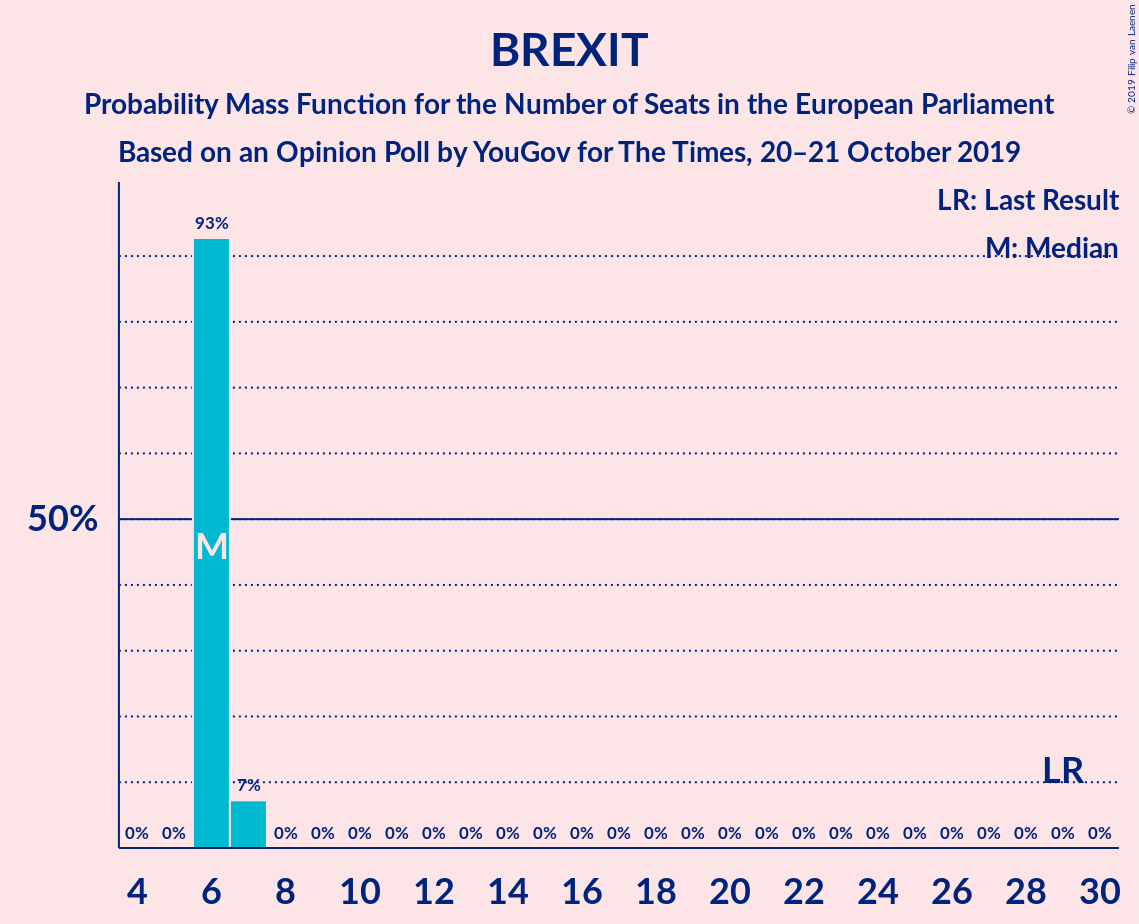 BREXIT
Probability Mass Function for the Number of Seats in the European Parliament
Based on an Opinion Poll by YouGov for The Times, 20–21 October 2019
© 2019 Filip van Laenen
LR: Last Result
M: Median
93%
50%
M
LR
7%
0% 0% 0% 0% 0% 0% 0% 0% 0% 0% 0% 0% 0% 0% 0% 0% 0% 0% 0% 0% 0% 0% 0% 0% 0%
4 6 8 10 12 14 16 18 20 22 24 26 28 30